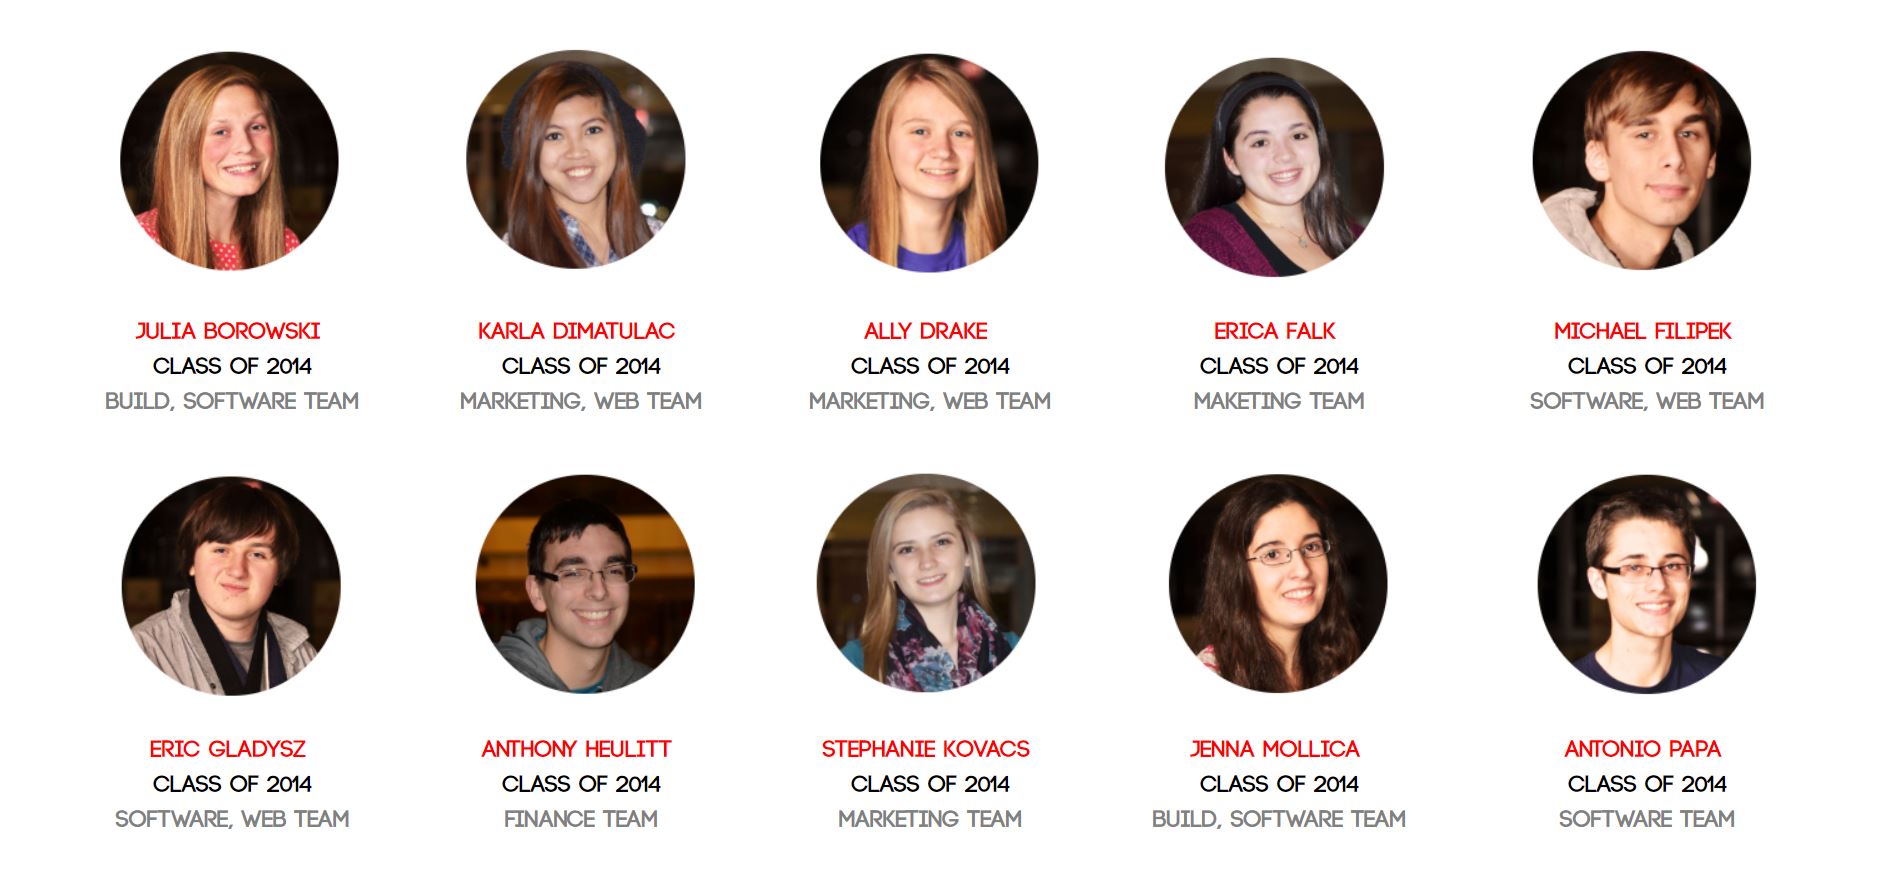 JULIA BOROWSKI
CLASS OF 2014
BUILD, SOFTWARE TEAM
KARLA DIMATULAC
CLASS OF 2014
MARKETING, WEB TEAM
ALLY DRAKE
CLASS OF 2014
MARKETING, WEB TEAM
ERICA FALK
CLASS OF 2014
MAKETING TEAM
MICHAEL FILIPEK
CLASS OF 2014
SOFTWARE, WEB TEAM
ERIC GLADYSZ
CLASS OF 2014
SOFTWARE, WEB TEAM
ANTHONY HEULITT
CLASS OF 2014
FINANCE TEAM
STEPHANIE KOVACS
CLASS OF 2014
MARKETING TEAM
JENNA MOLLICA
CLASS OF 2014
BUILD, SOFTWARE TEAM
ANTONIO PAPA
CLASS OF 2014
SOFTWARE TEAM